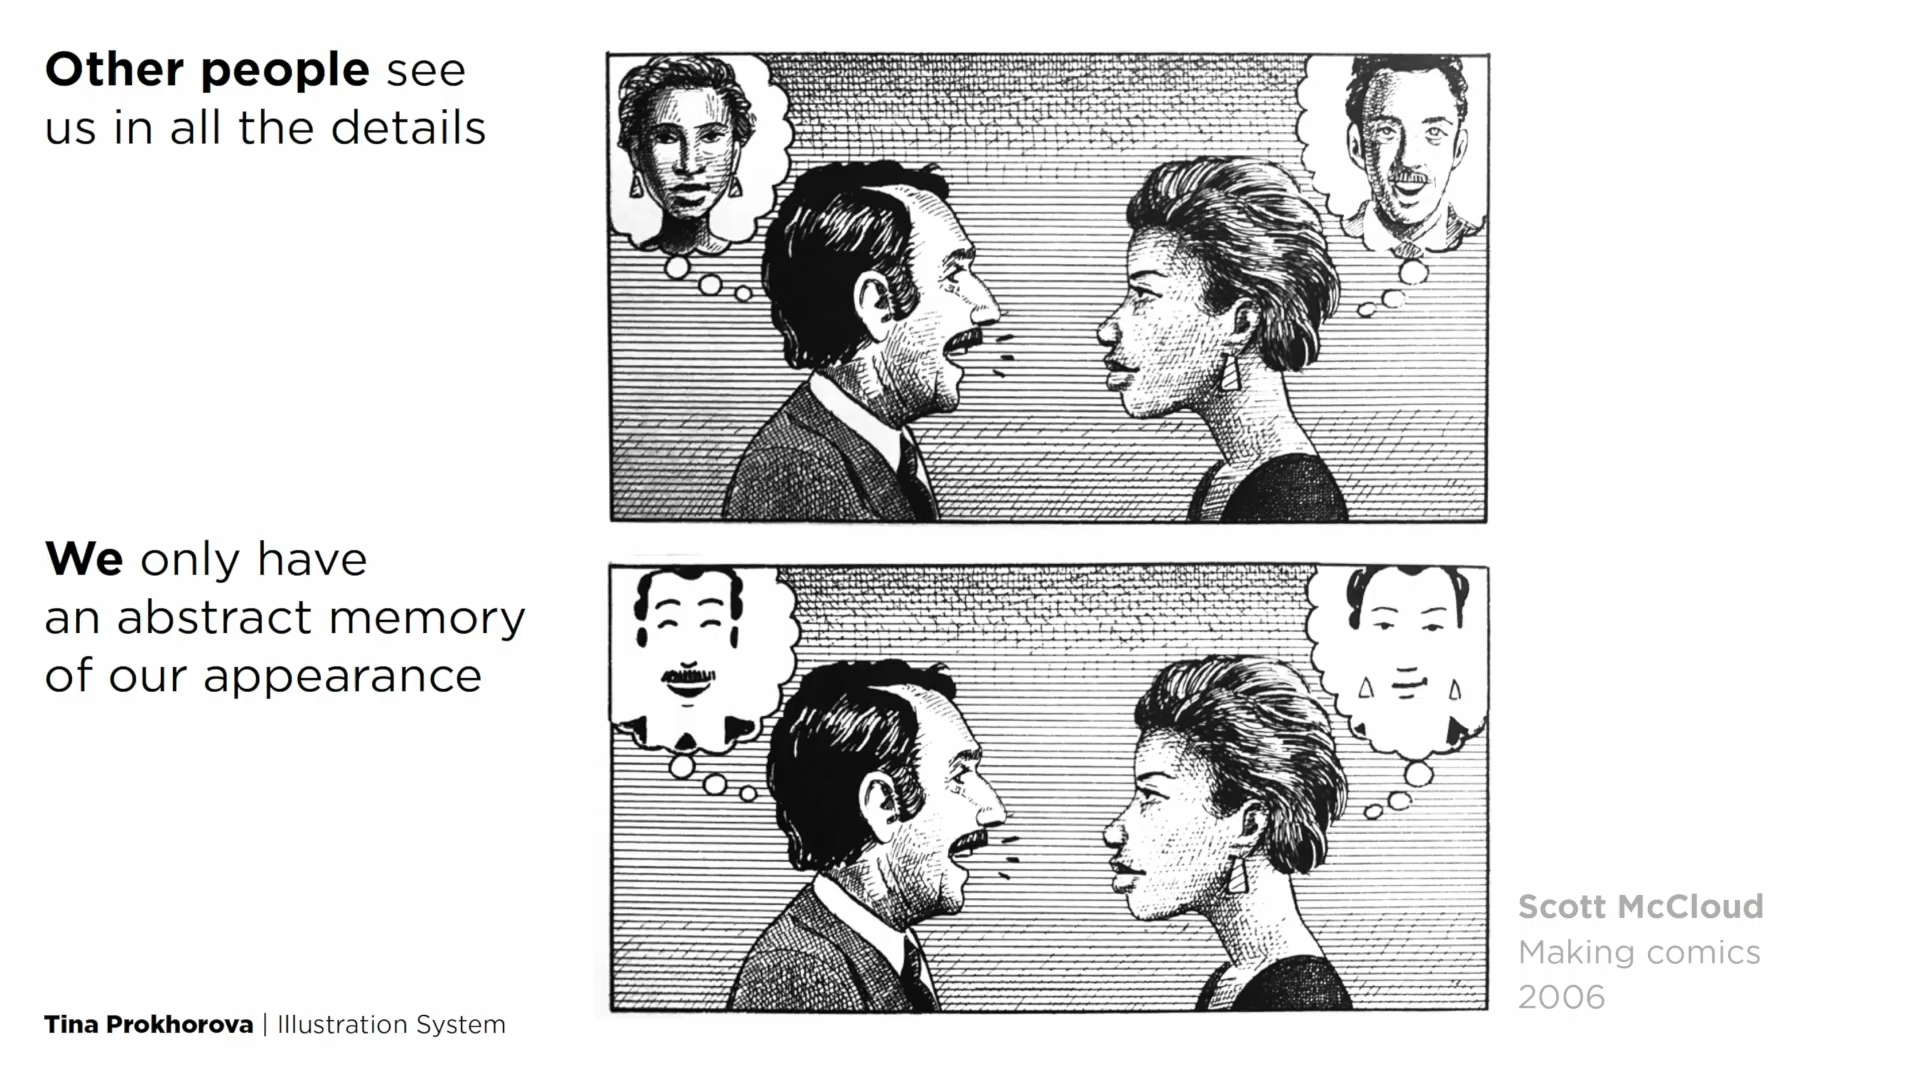 Other people see
us in all the details
We only have
an abstract memory
of our appearance
Scott McCloud
Making comics
2006
Tina Prokhorova | Illustration System